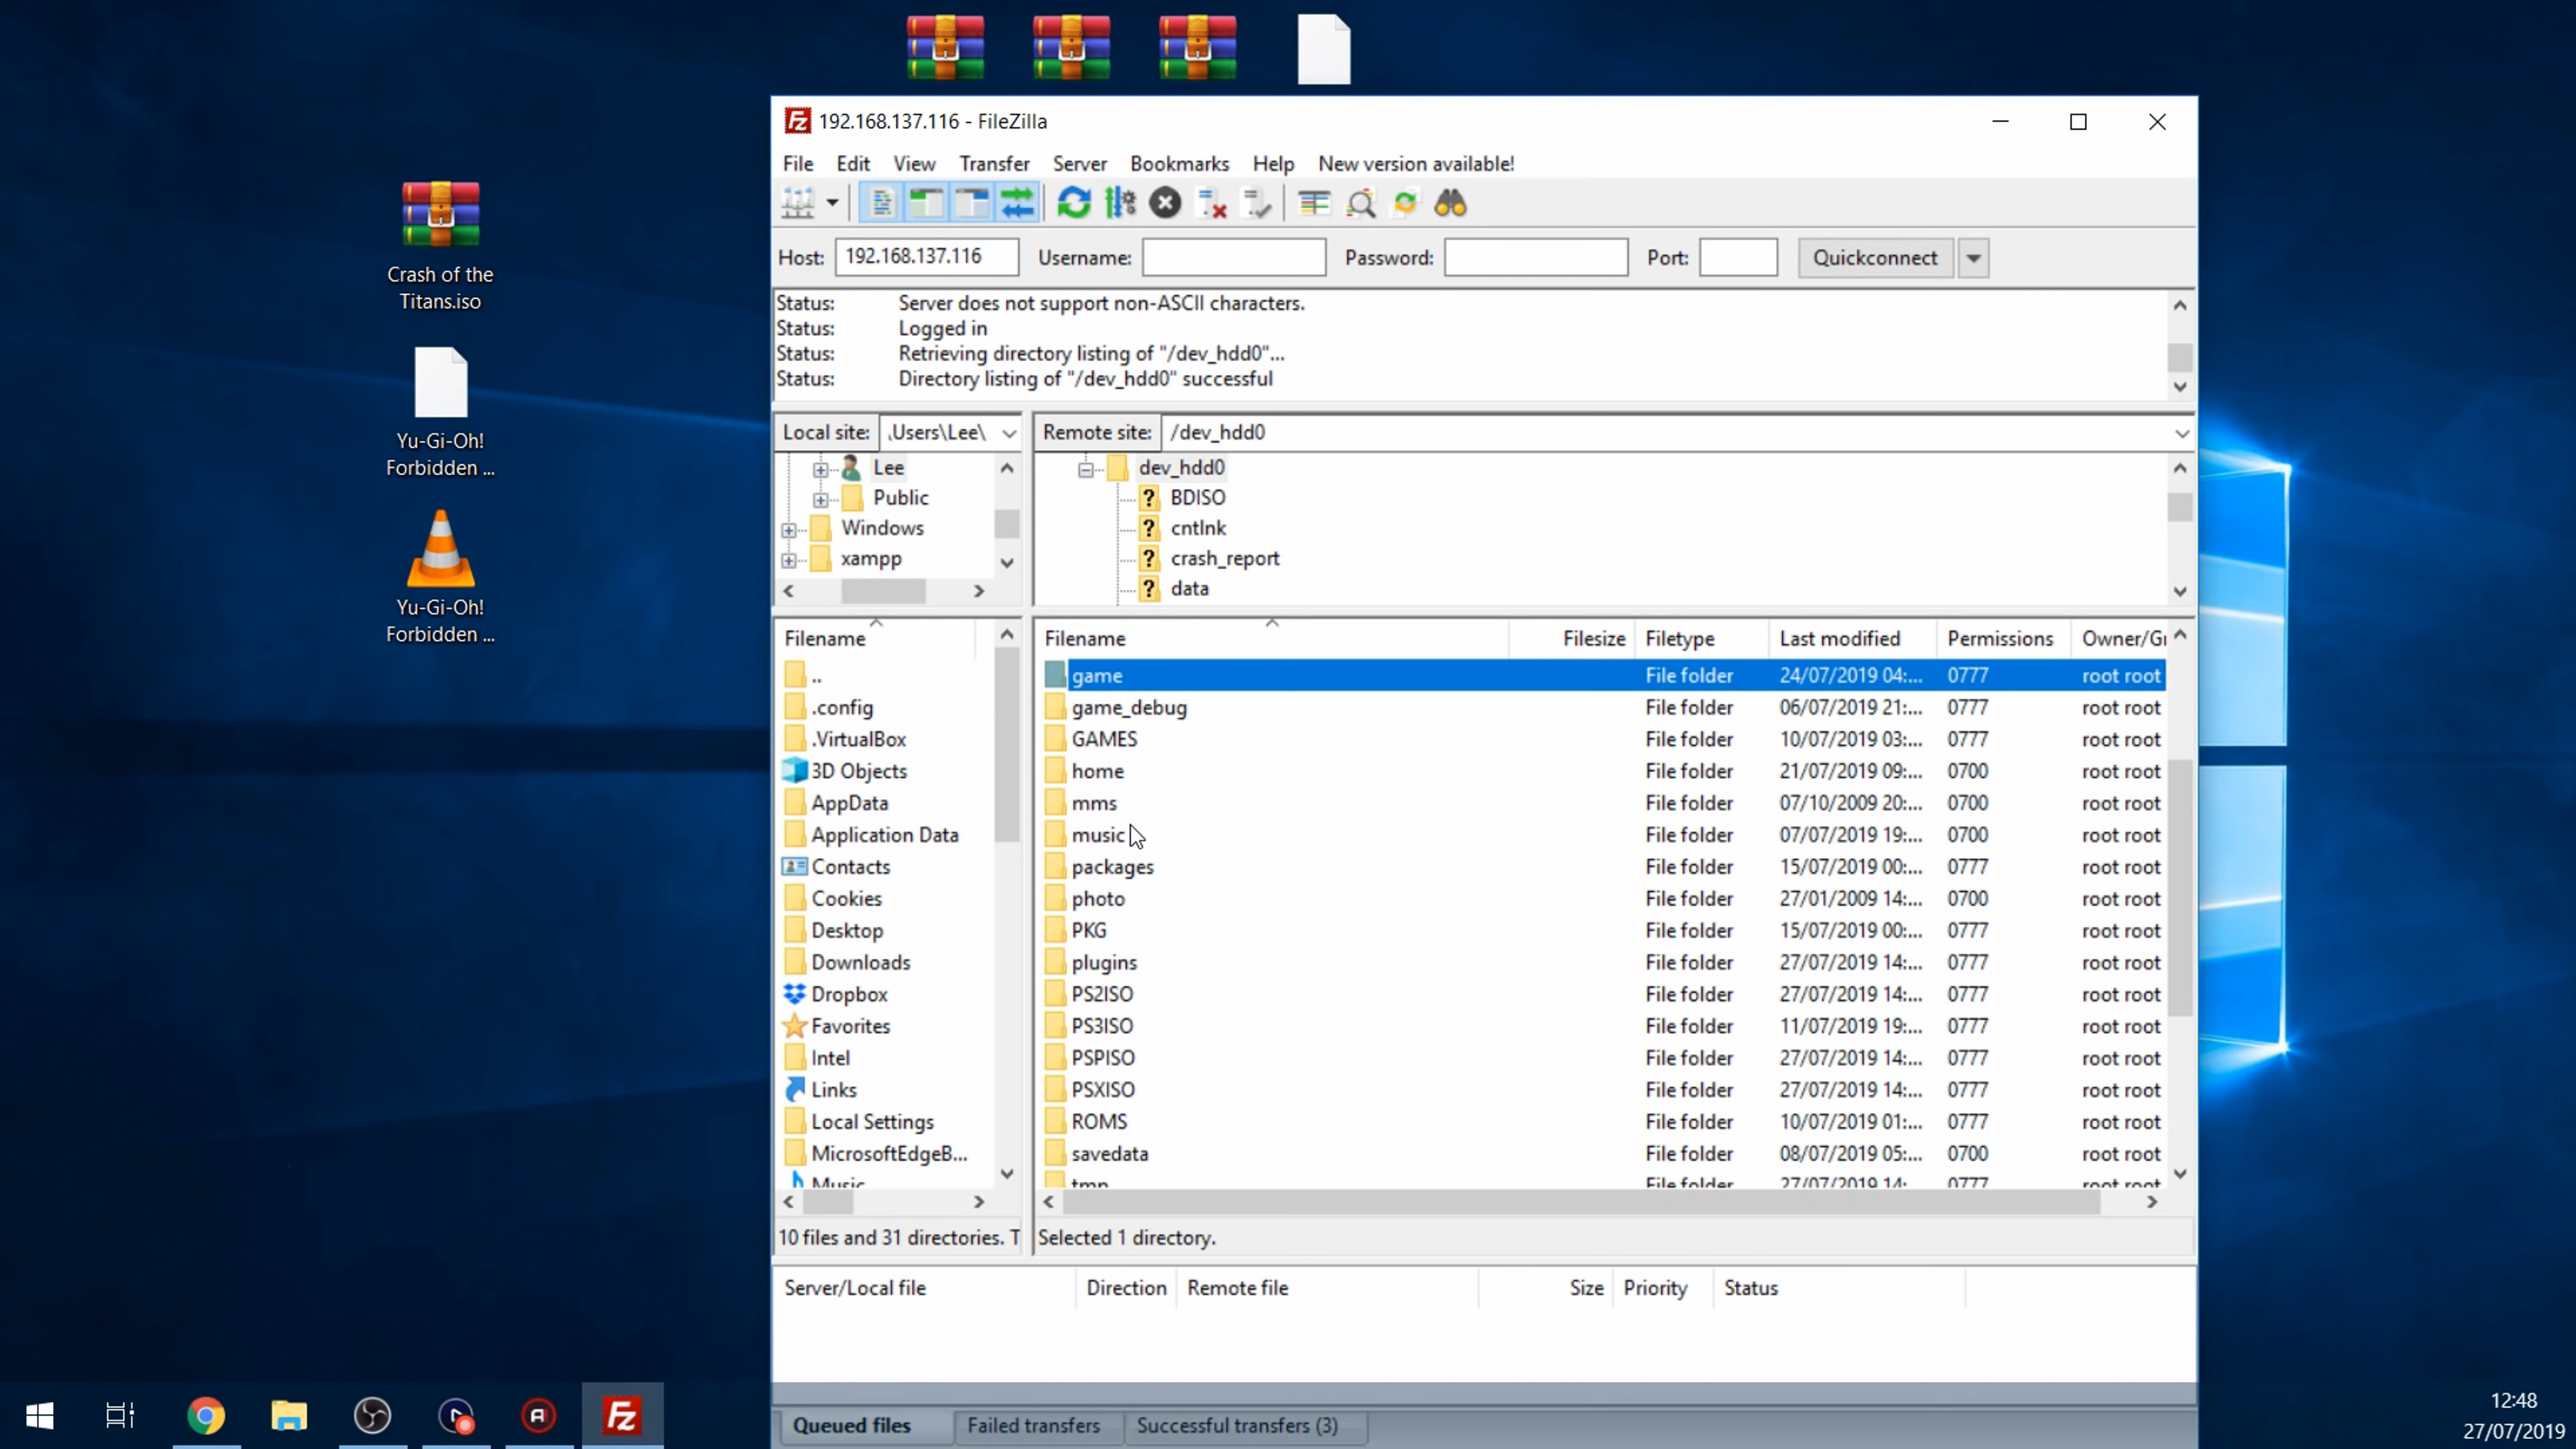 Crash of the
Titans.iso
Yu-Gi-Oh!
Forbidden ...
Yu-Gi-Oh!
Forbidden ...
192.168.137.116 - FileZilla
File Edit View Transfer Server Bookmarks Help New version available!
Host: 192.168.137.116 Username: Password: Port: Quickconnect
Status: Server does not support non-ASCII characters.
Status: Logged in
Status: Retrieving directory listing of "/dev_hdd0"...
Status: Directory listing of "/dev_hdd0" successful
Local site: \Users\Lee\ Remote site: /dev_hdd0
Lee
Public
Windows
xampp
dev_hdd0
? BDISO
? cntlnk
? crash_report
? data
Filename
..
.config
.VirtualBox
3D Objects
AppData
Application Data
Contacts
Cookies
Desktop
Downloads
Dropbox
Favorites
Intel
Links
Local Settings
MicrosoftEdgeB...
Music
10 files and 31 directories. T
Filename Filesize Filetype Last modified Permissions Owner/Gr
game File folder 24/07/2019 04:... 0777 root root
game_debug File folder 06/07/2019 21:... 0777 root root
GAMES File folder 10/07/2019 03:... 0777 root root
home File folder 21/07/2019 09:... 0700 root root
mms File folder 07/10/2009 20:... 0700 root root
music File folder 07/07/2019 19:... 0700 root root
packages File folder 15/07/2019 00:... 0777 root root
photo File folder 27/01/2009 14:... 0700 root root
PKG File folder 15/07/2019 00:... 0777 root root
plugins File folder 27/07/2019 14:... 0777 root root
PS2ISO File folder 27/07/2019 14:... 0777 root root
PS3ISO File folder 11/07/2019 19:... 0777 root root
PSPISO File folder 27/07/2019 14:... 0777 root root
PSXISO File folder 27/07/2019 14:... 0777 root root
ROMS File folder 10/07/2019 01:... 0777 root root
savedata File folder 08/07/2019 05:... 0700 root root
tmp File folder 27/07/2019 14:... 0777 root root
Selected 1 directory.
Server/Local file Direction Remote file Size Priority Status
Queued files Failed transfers Successful transfers (3)
12:48
27/07/2019